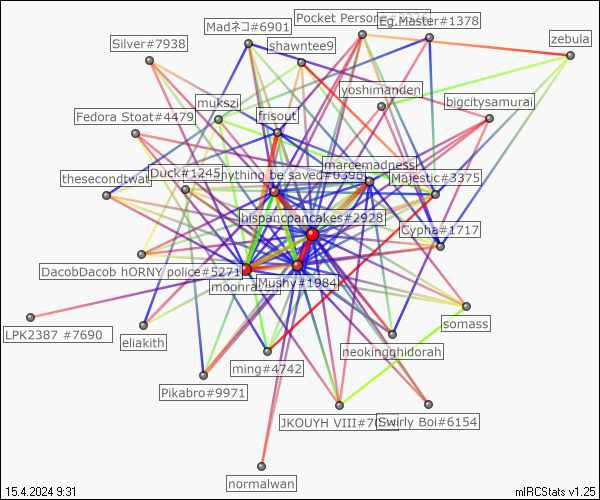 Madネコ#6901
Pocket Persona
Eg.Master#1378
Silver#7938
shawntee9
zebula
yoshimanden
mukszi
bigcitysamurai
Fedora Stoat#4479
frisout
marcemadness
thesecondtwat
Duck#1245
nything be saved#0396
Majestic#3375
hispancpancakes#2928
Cypha#1717
DacobDacob hORNY police#5271
moonra
Mushy#1984
somass
LPK2387 #7690
eliakith
neokingghidorah
ming#4742
Pikabro#9971
JKOUYH VIII#7
Swirly Boi#6154
normalwan
15.4.2024 9:31
mIRCStats v1.25